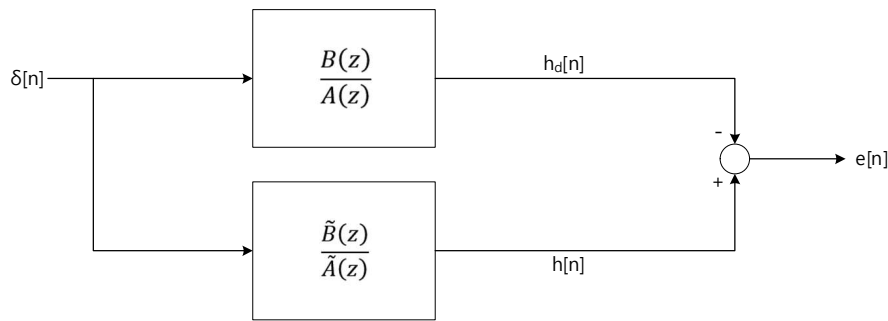 B(z)
A(z)
δ[n]
h_d[n]
-
e[n]
+
B̃(z)
Ã(z)
h[n]